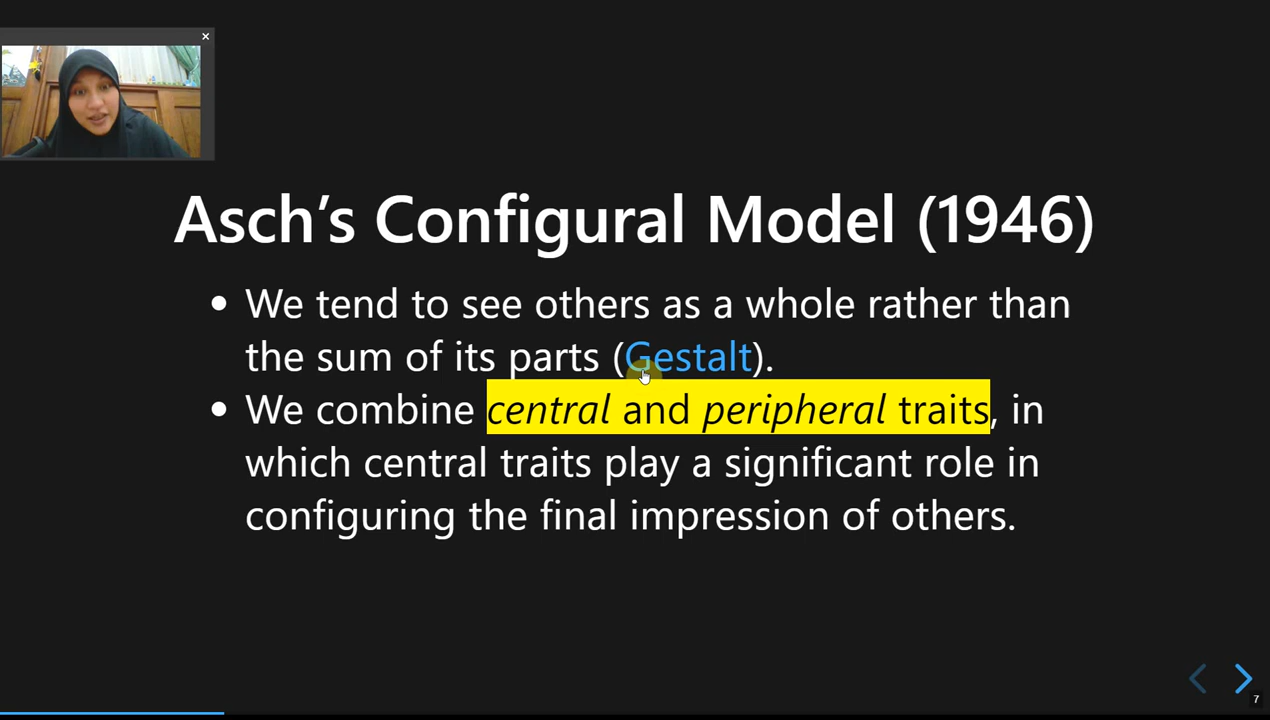 Asch’s Configural Model (1946)
• We tend to see others as a whole rather than
the sum of its parts (Gestalt).
• We combine central and peripheral traits, in
which central traits play a significant role in
configuring the final impression of others.
7